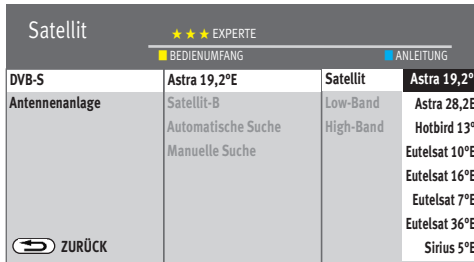 Satellit
★ ★ ★ EXPERTE
BEDIENUMFANG
ANLEITUNG
DVB-S
Antennenanlage
ZURÜCK
Astra 19,2°E
Satellit-B
Automatische Suche
Manuelle Suche
Satellit
Low-Band
High-Band
Astra 19,2°
Astra 28,2E
Hotbird 13°
Eutelsat 10°E
Eutelsat 16°E
Eutelsat 7°E
Eutelsat 36°E
Sirius 5°E